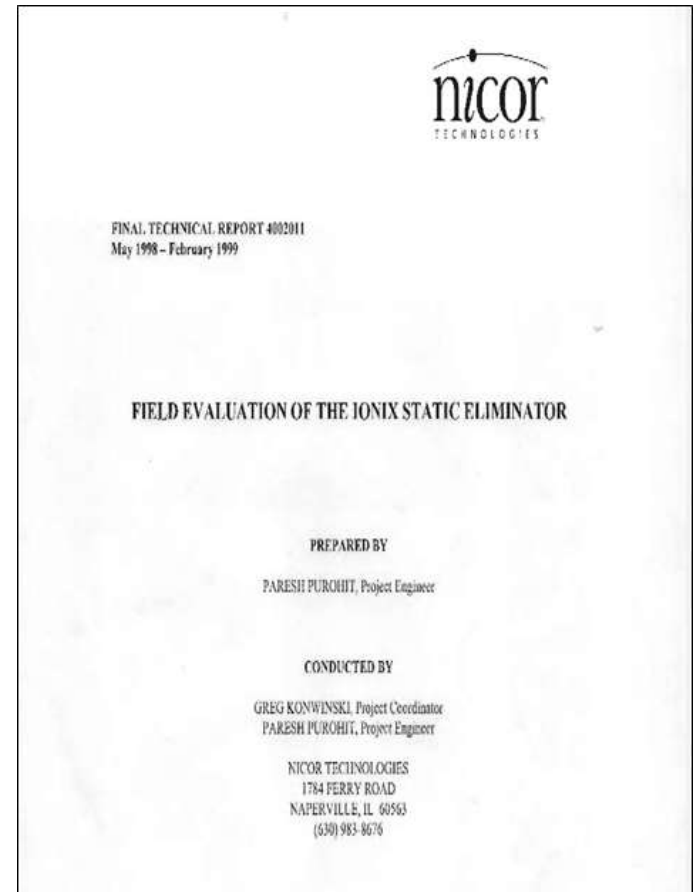 nicor
TECHNOLOGIES
FINAL TECHNICAL REPORT 4002011
May 1998 – February 1999
FIELD EVALUATION OF THE IONIX STATIC ELIMINATOR
PREPARED BY
PARESH PUROHIT, Project Engineer
CONDUCTED BY
GREG KONWINSKI, Project Coordinator
PARESH PUROHIT, Project Engineer
NICOR TECHNOLOGIES
1784 FERRY ROAD
NAPERVILLE, IL 60563
(630) 983-8676